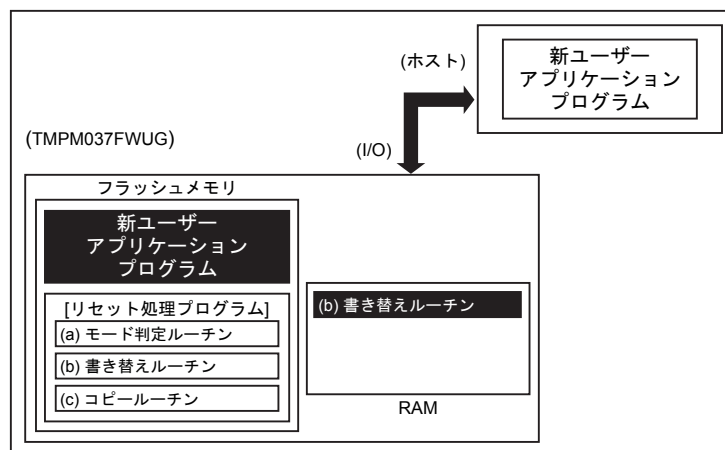 (ホスト)
新ユーザー
アプリケーション
プログラム
(TMPM037FWUG)
(I/O)
フラッシュメモリ
新ユーザー
アプリケーション
プログラム
[リセット処理プログラム]
(a) モード判定ルーチン
(b) 書き替えルーチン
(c) コピールーチン
(b) 書き替えルーチン
RAM